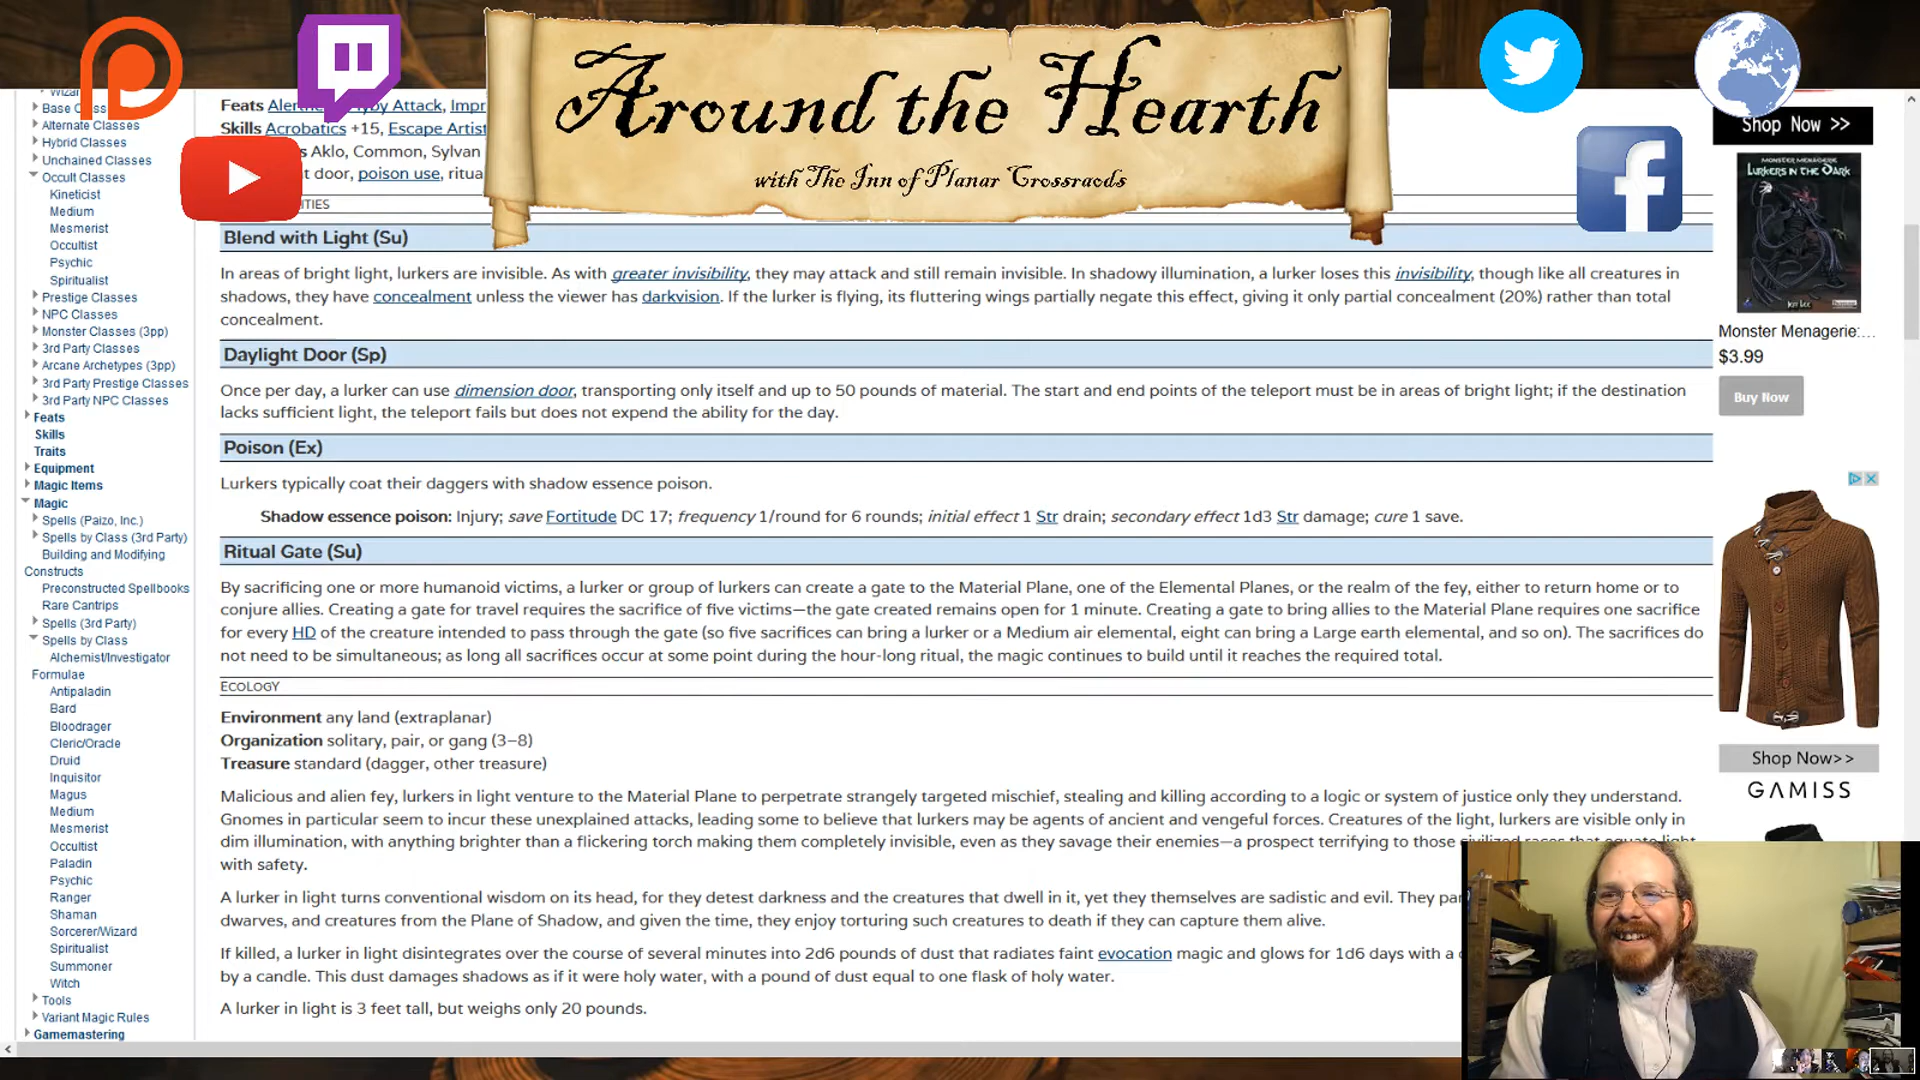 Around the Hearth
with The Inn of Planar Crossraods
Feats Alertness, Attack, Impr
Skills Acrobatics +15, Escape Artist
Aklo, Common, Sylvan
door, poison use, ritua
ITIES
Blend with Light (Su)
In areas of bright light, lurkers are invisible. As with greater invisibility, they may attack and still remain invisible. In shadowy illumination, a lurker loses this invisibility, though like all creatures in
shadows, they have concealment unless the viewer has darkvision. If the lurker is flying, its fluttering wings partially negate this effect, giving it only partial concealment (20%) rather than total
concealment.
Daylight Door (Sp)
Once per day, a lurker can use dimension door, transporting only itself and up to 50 pounds of material. The start and end points of the teleport must be in areas of bright light; if the destination
lacks sufficient light, the teleport fails but does not expend the ability for the day.
Poison (Ex)
Lurkers typically coat their daggers with shadow essence poison.
Shadow essence poison: Injury; save Fortitude DC 17; frequency 1/round for 6 rounds; initial effect 1 Str drain; secondary effect 1d3 Str damage; cure 1 save.
Ritual Gate (Su)
By sacrificing one or more humanoid victims, a lurker or group of lurkers can create a gate to the Material Plane, one of the Elemental Planes, or the realm of the fey, either to return home or to
conjure allies. Creating a gate for travel requires the sacrifice of five victims—the gate created remains open for 1 minute. Creating a gate to bring allies to the Material Plane requires one sacrifice
for every HD of the creature intended to pass through the gate (so five sacrifices can bring a lurker or a Medium air elemental, eight can bring a Large earth elemental, and so on). The sacrifices do
not need to be simultaneous; as long all sacrifices occur at some point during the hour-long ritual, the magic continues to build until it reaches the required total.
ECOLOGY
Environment any land (extraplanar)
Organization solitary, pair, or gang (3–8)
Treasure standard (dagger, other treasure)
Malicious and alien fey, lurkers in light venture to the Material Plane to perpetrate strangely targeted mischief, stealing and killing according to a logic or system of justice only they understand.
Gnomes in particular seem to incur these unexplained attacks, leading some to believe that lurkers may be agents of ancient and vengeful forces. Creatures of the light, lurkers are visible only in
dim illumination, with anything brighter than a flickering torch making them completely invisible, even as they savage their enemies—a prospect terrifying to those civilized races that equate light
with safety.
A lurker in light turns conventional wisdom on its head, for they detest darkness and the creatures that dwell in it, yet they themselves are sadistic and evil. They par
dwarves, and creatures from the Plane of Shadow, and given the time, they enjoy torturing such creatures to death if they can capture them alive.
If killed, a lurker in light disintegrates over the course of several minutes into 2d6 pounds of dust that radiates faint evocation magic and glows for 1d6 days with a
by a candle. This dust damages shadows as if it were holy water, with a pound of dust equal to one flask of holy water.
A lurker in light is 3 feet tall, but weighs only 20 pounds.
Wizar
Base Class
Alternate Classes
Hybrid Classes
Unchained Classes
Occult Classes
Kineticist
Medium
Mesmerist
Occultist
Psychic
Spiritualist
Prestige Classes
NPC Classes
Monster Classes (3pp)
3rd Party Classes
Arcane Archetypes (3pp)
3rd Party Prestige Classes
3rd Party NPC Classes
Feats
Skills
Traits
Equipment
Magic Items
Magic
Spells (Paizo, Inc.)
Spells by Class (3rd Party)
Building and Modifying
Constructs
Preconstructed Spellbooks
Rare Cantrips
Spells (3rd Party)
Spells by Class
Alchemist/Investigator
Formulae
Antipaladin
Bard
Bloodrager
Cleric/Oracle
Druid
Inquisitor
Magus
Medium
Mesmerist
Occultist
Paladin
Psychic
Ranger
Shaman
Sorcerer/Wizard
Spiritualist
Summoner
Witch
Tools
Variant Magic Rules
Gamemastering
Shop Now >>
MONSTER MENAGERIE
LURKERS IN THE DARK
Monster Menagerie:...
$3.99
Buy Now
Shop Now>>
GAMISS